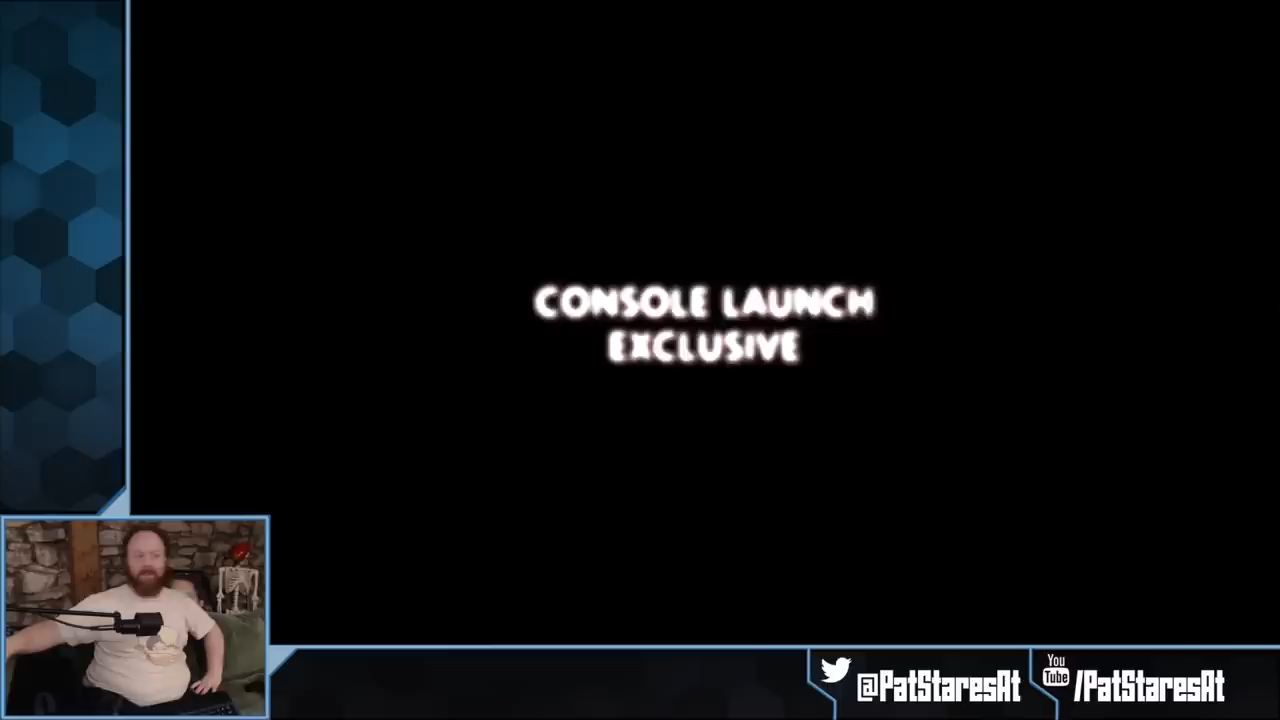 CONSOLE LAUNCH
EXCLUSIVE
@PatStaresAt
You
Tube
/PatStaresAt